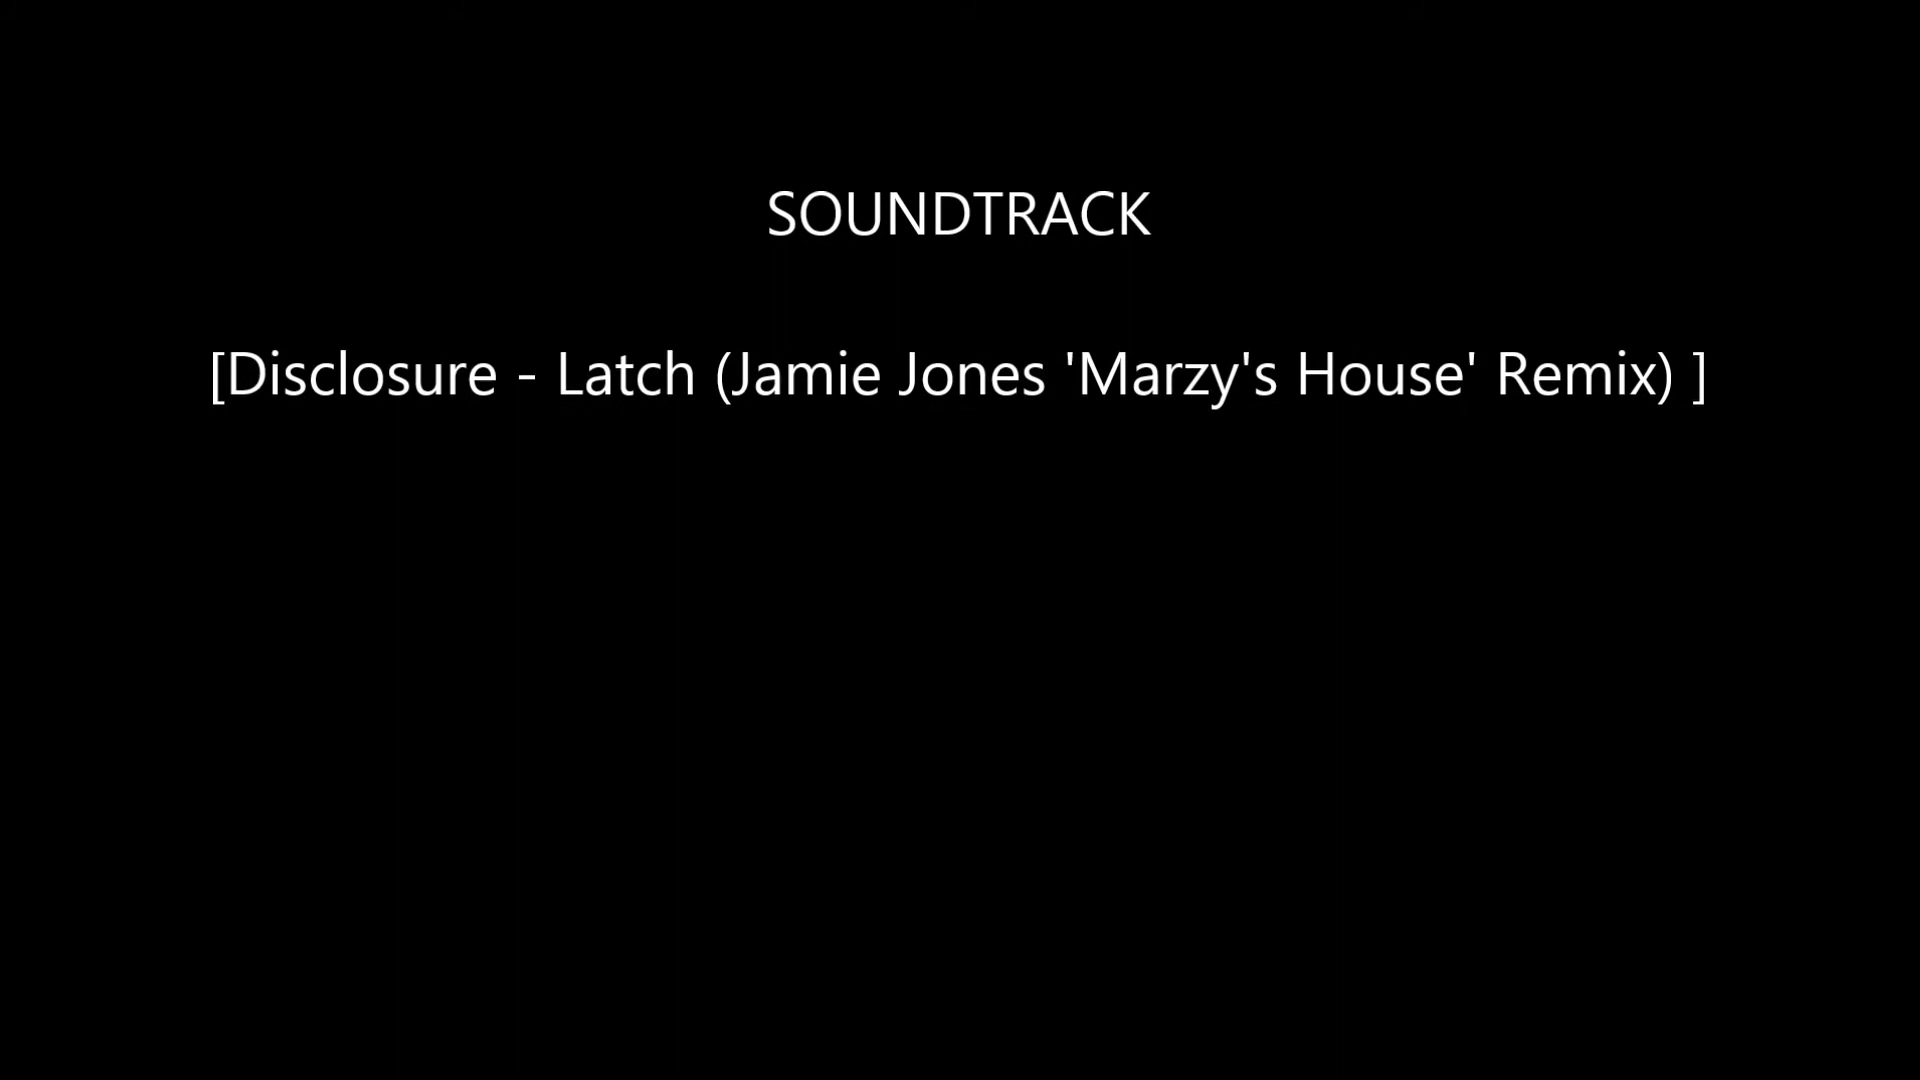 SOUNDTRACK
[Disclosure - Latch (Jamie Jones 'Marzy's House' Remix) ]